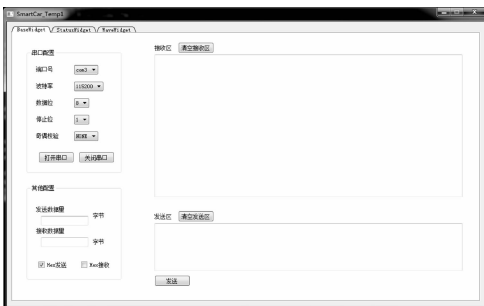 SmartCar_Temp1
BaseWidget StatusWidget WaveWidget
串口配置
端口号 com3
波特率 115200
数据位 8
停止位 1
奇偶校验 NONE
打开串口 关闭串口
其他配置
发送数据量
字节
接收数据量
字节
Hex发送 Hex接收
接收区 清空接收区
发送区 清空发送区
发送